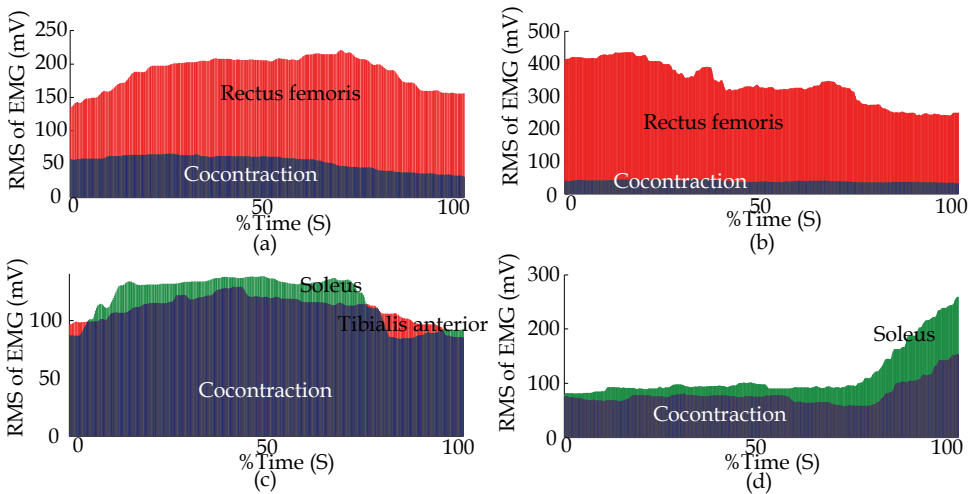 RMS of EMG (mV)
250
200
150
100
50
0
Rectus femoris
Cocontraction
0
50
100
%Time (S)
(a)
RMS of EMG (mV)
500
400
300
200
100
0
Rectus femoris
Cocontraction
0
50
100
%Time (S)
(b)
RMS of EMG (mV)
100
50
0
Soleus
Tibialis anterior
Cocontraction
0
50
100
%Time (S)
(c)
RMS of EMG (mV)
300
200
100
0
Soleus
Cocontraction
0
50
100
%Time (S)
(d)